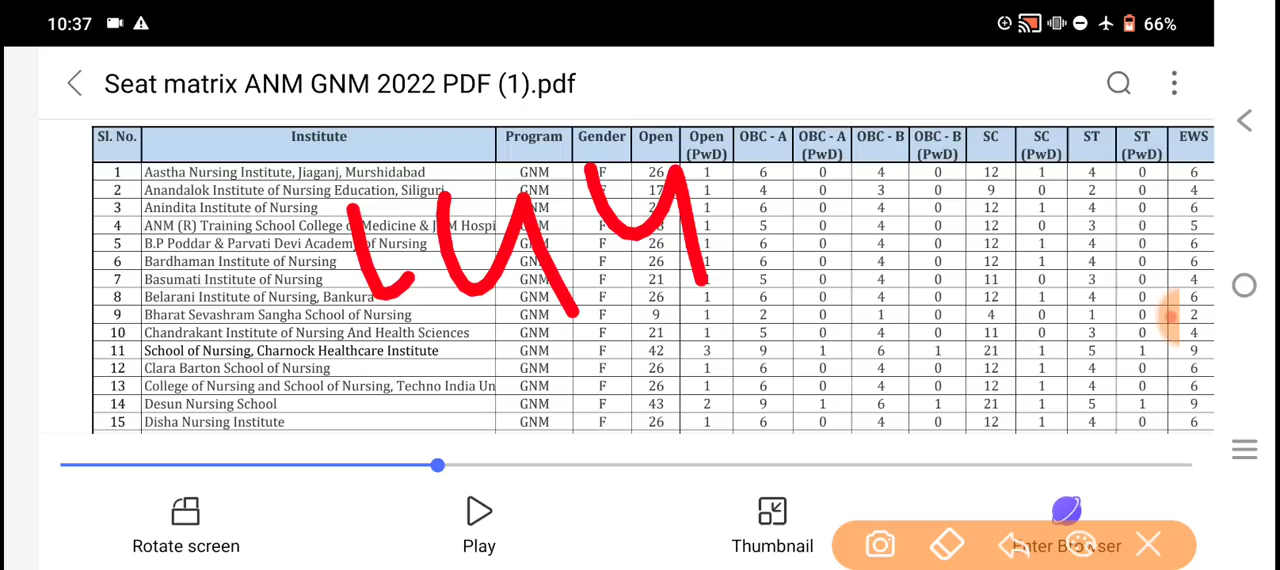 10:37 66%
Seat matrix ANM GNM 2022 PDF (1).pdf
Sl. No. Institute Program Gender Open Open (PwD) OBC - A OBC - A (PwD) OBC - B OBC - B (PwD) SC SC (PwD) ST ST (PwD) EWS
1 Aastha Nursing Institute, Jiaganj, Murshidabad GNM F 26 1 6 0 4 0 12 1 4 0 6
2 Anandalok Institute of Nursing Education, Siliguri GNM F 17 1 4 0 3 0 9 0 2 0 4
3 Anindita Institute of Nursing 1 6 0 4 0 12 1 4 0 6
4 ANM (R) Training School College Medicine & Hospi F 1 5 0 4 0 12 0 3 0 5
5 B.P Poddar & Parvati Devi Academy of Nursing F 26 1 6 0 4 0 12 1 4 0 6
6 Bardhaman Institute of Nursing F 26 1 6 0 4 0 12 1 4 0 6
7 Basumati Institute of Nursing GNM F 21 5 0 4 0 11 0 3 0 4
8 Belarani Institute of Nursing, Bankura GNM F 26 1 6 0 4 0 12 1 4 0 6
9 Bharat Sevashram Sangha School of Nursing GNM F 9 1 2 0 1 0 4 0 1 0 2
10 Chandrakant Institute of Nursing And Health Sciences GNM F 21 1 5 0 4 0 11 0 3 0 4
11 School of Nursing, Charnock Healthcare Institute GNM F 42 3 9 1 6 1 21 1 5 1 9
12 Clara Barton School of Nursing GNM F 26 1 6 0 4 0 12 1 4 0 6
13 College of Nursing and School of Nursing, Techno India Un GNM F 26 1 6 0 4 0 12 1 4 0 6
14 Desun Nursing School GNM F 43 2 9 1 6 1 21 1 5 1 9
15 Disha Nursing Institute GNM F 26 1 6 0 4 0 12 1 4 0 6
Rotate screen Play Thumbnail Enter Browser